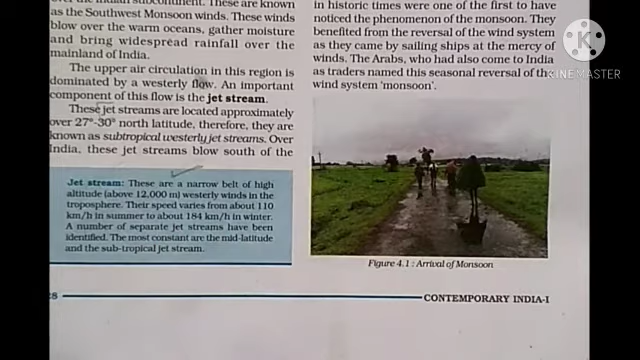 over the Indian subcontinent. These are known
as the Southwest Monsoon winds. These winds
blow over the warm oceans, gather moisture
and bring widespread rainfall over the
mainland of India.
The upper air circulation in this region is
dominated by a westerly flow. An important
component of this flow is the jet stream.
These jet streams are located approximately
over 27°-30° north latitude, therefore, they are
known as subtropical westerly jet streams. Over
India, these jet streams blow south of the
Jet stream: These are a narrow belt of high
altitude (above 12,000 m) westerly winds in the
troposphere. Their speed varies from about 110
km/h in summer to about 184 km/h in winter.
A number of separate jet streams have been
identified. The most constant are the mid-latitude
and the sub-tropical jet stream.
in historic times were one of the first to have
noticed the phenomenon of the monsoon. They
benefited from the reversal of the wind system
as they came by sailing ships at the mercy of
winds. The Arabs, who had also come to India
as traders named this seasonal reversal of the
wind system 'monsoon'.
Figure 4.1 : Arrival of Monsoon
8
CONTEMPORARY INDIA-I
KINEMASTER